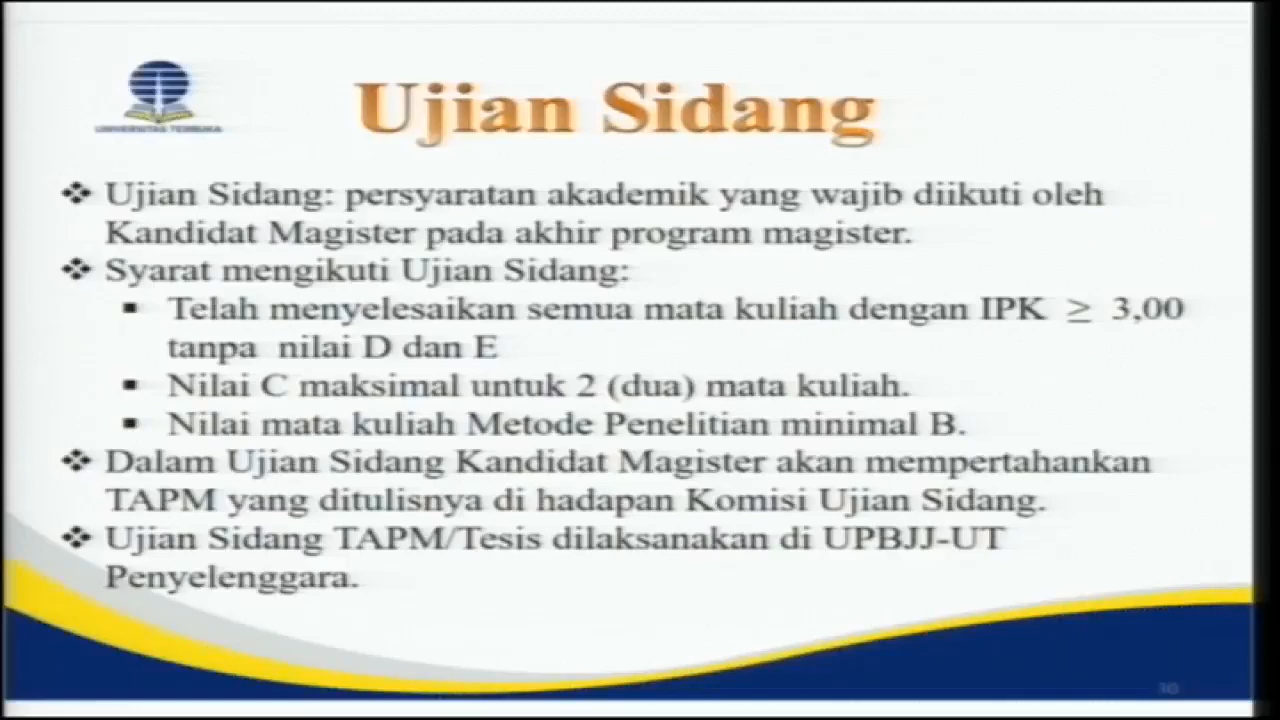 UNIVERSITAS TERBUKA
Ujian Sidang
❖ Ujian Sidang: persyaratan akademik yang wajib diikuti oleh
Kandidat Magister pada akhir program magister.
❖ Syarat mengikuti Ujian Sidang:
▪ Telah menyelesaikan semua mata kuliah dengan IPK ≥ 3,00
tanpa nilai D dan E
▪ Nilai C maksimal untuk 2 (dua) mata kuliah.
▪ Nilai mata kuliah Metode Penelitian minimal B.
❖ Dalam Ujian Sidang Kandidat Magister akan mempertahankan
TAPM yang ditulisnya di hadapan Komisi Ujian Sidang.
❖ Ujian Sidang TAPM/Tesis dilaksanakan di UPBJJ-UT
Penyelenggara.